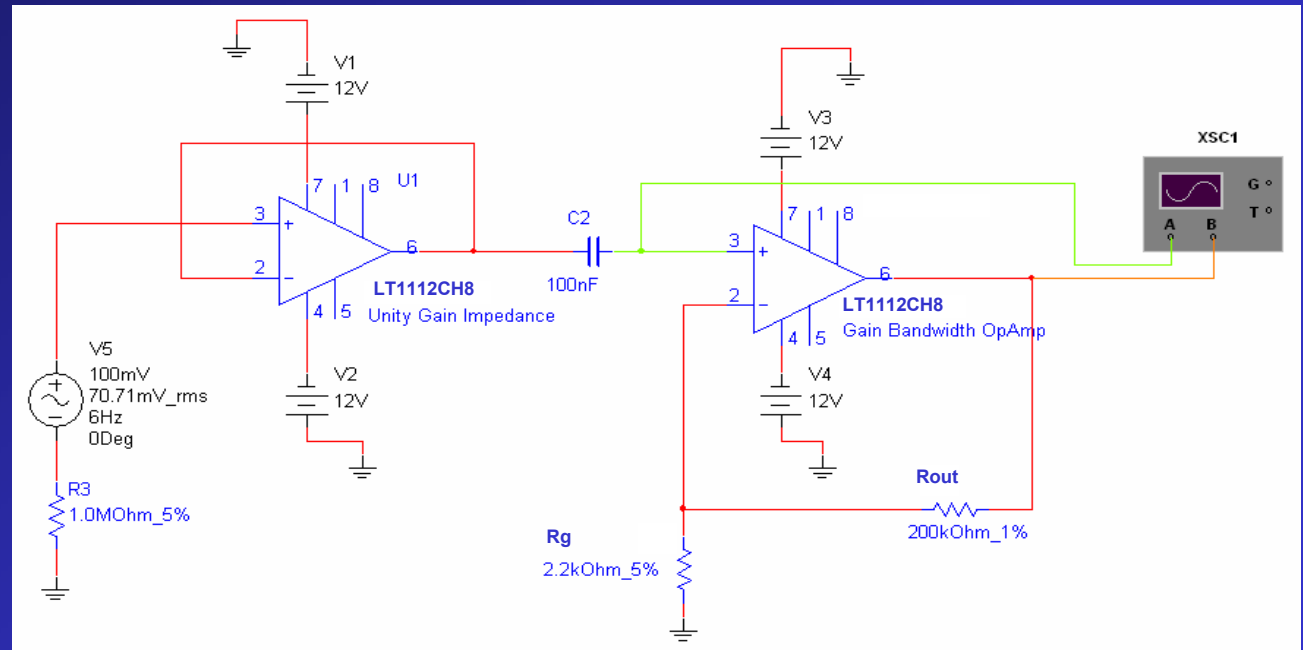 V1
12V
V3
12V
XSC1
G
T
A
B
7
1
8
U1
3
2
6
4
5
LT1112CH8
Unity Gain Impedance
C2
100nF
7
1
8
3
2
6
4
5
LT1112CH8
Gain Bandwidth OpAmp
V5
100mV
70.71mV_rms
6Hz
0Deg
V2
12V
V4
12V
R3
1.0MOhm_5%
Rout
200kOhm_1%
Rg
2.2kOhm_5%